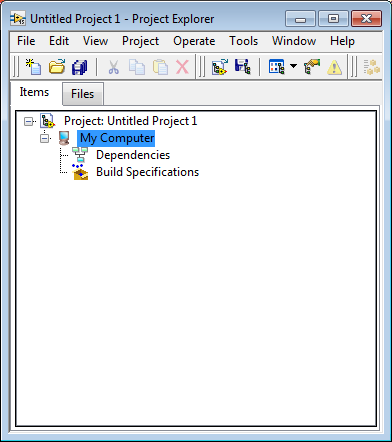 Untitled Project 1 - Project Explorer
File Edit View Project Operate Tools Window Help
Items Files
Project: Untitled Project 1
My Computer
Dependencies
Build Specifications